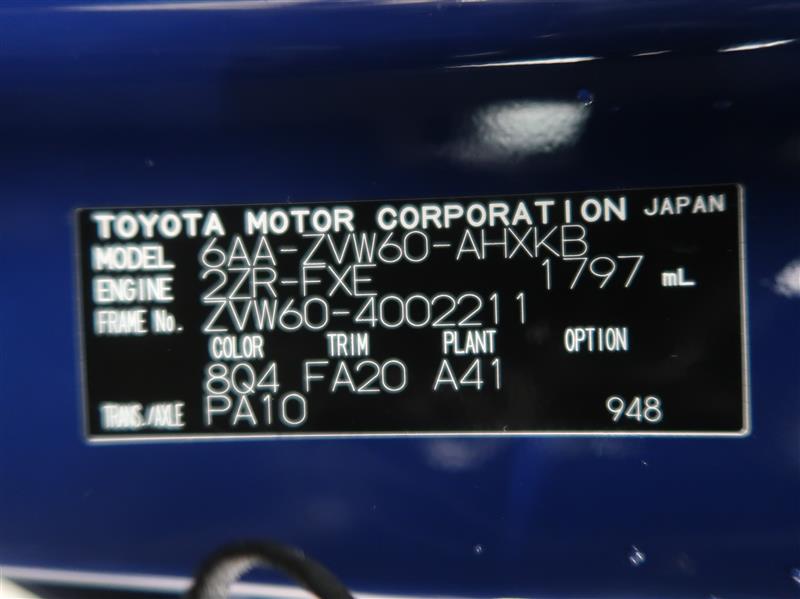 TOYOTA MOTOR CORPORATION JAPAN
MODEL 6AA-ZVW60-AHXKB
ENGINE 2ZR-FXE 1797 mL
FRAME No. ZVW60-4002211
COLOR TRIM PLANT OPTION
8Q4 FA20 A41
TRANS./AXLE PA10 948